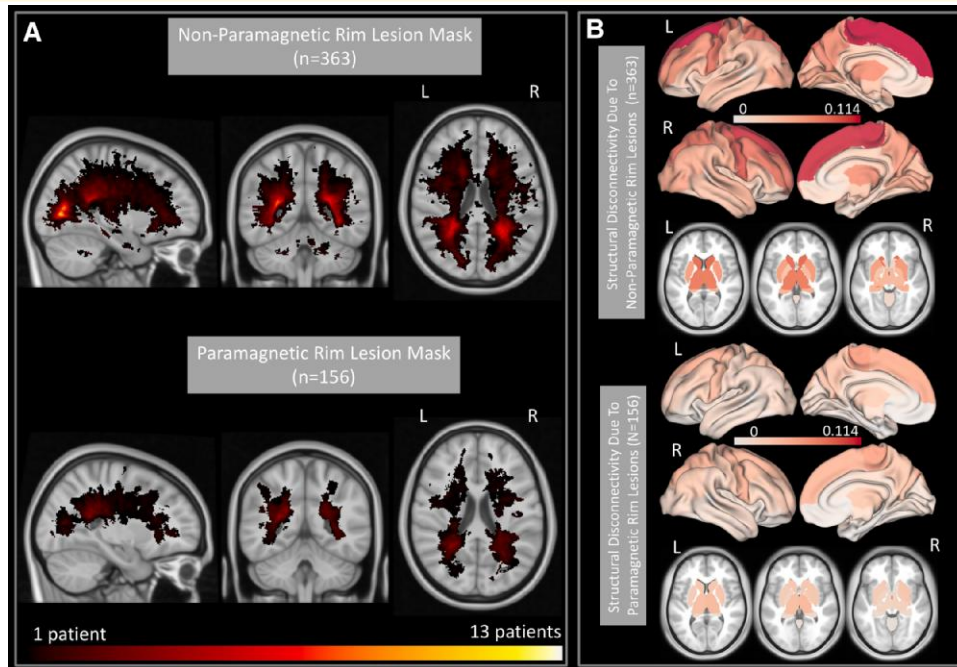 A
Non-Paramagnetic Rim Lesion Mask
(n=363)
L R
Paramagnetic Rim Lesion Mask
(n=156)
L R
1 patient 13 patients
B
Structural Disconnectivity Due To
Non-Paramagnetic Rim Lesions (n=363)
L
0 0.114
R
L R
Structural Disconnectivity Due To
Paramagnetic Rim Lesions (N=156)
L
0 0.114
R
L R